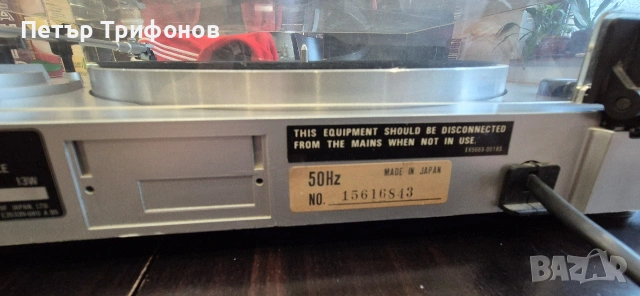 Петър Трифонов
THIS EQUIPMENT SHOULD BE DISCONNECTED
FROM THE MAINS WHEN NOT IN USE.
13W
50Hz MADE IN JAPAN
NO. 15616843
BAZAR